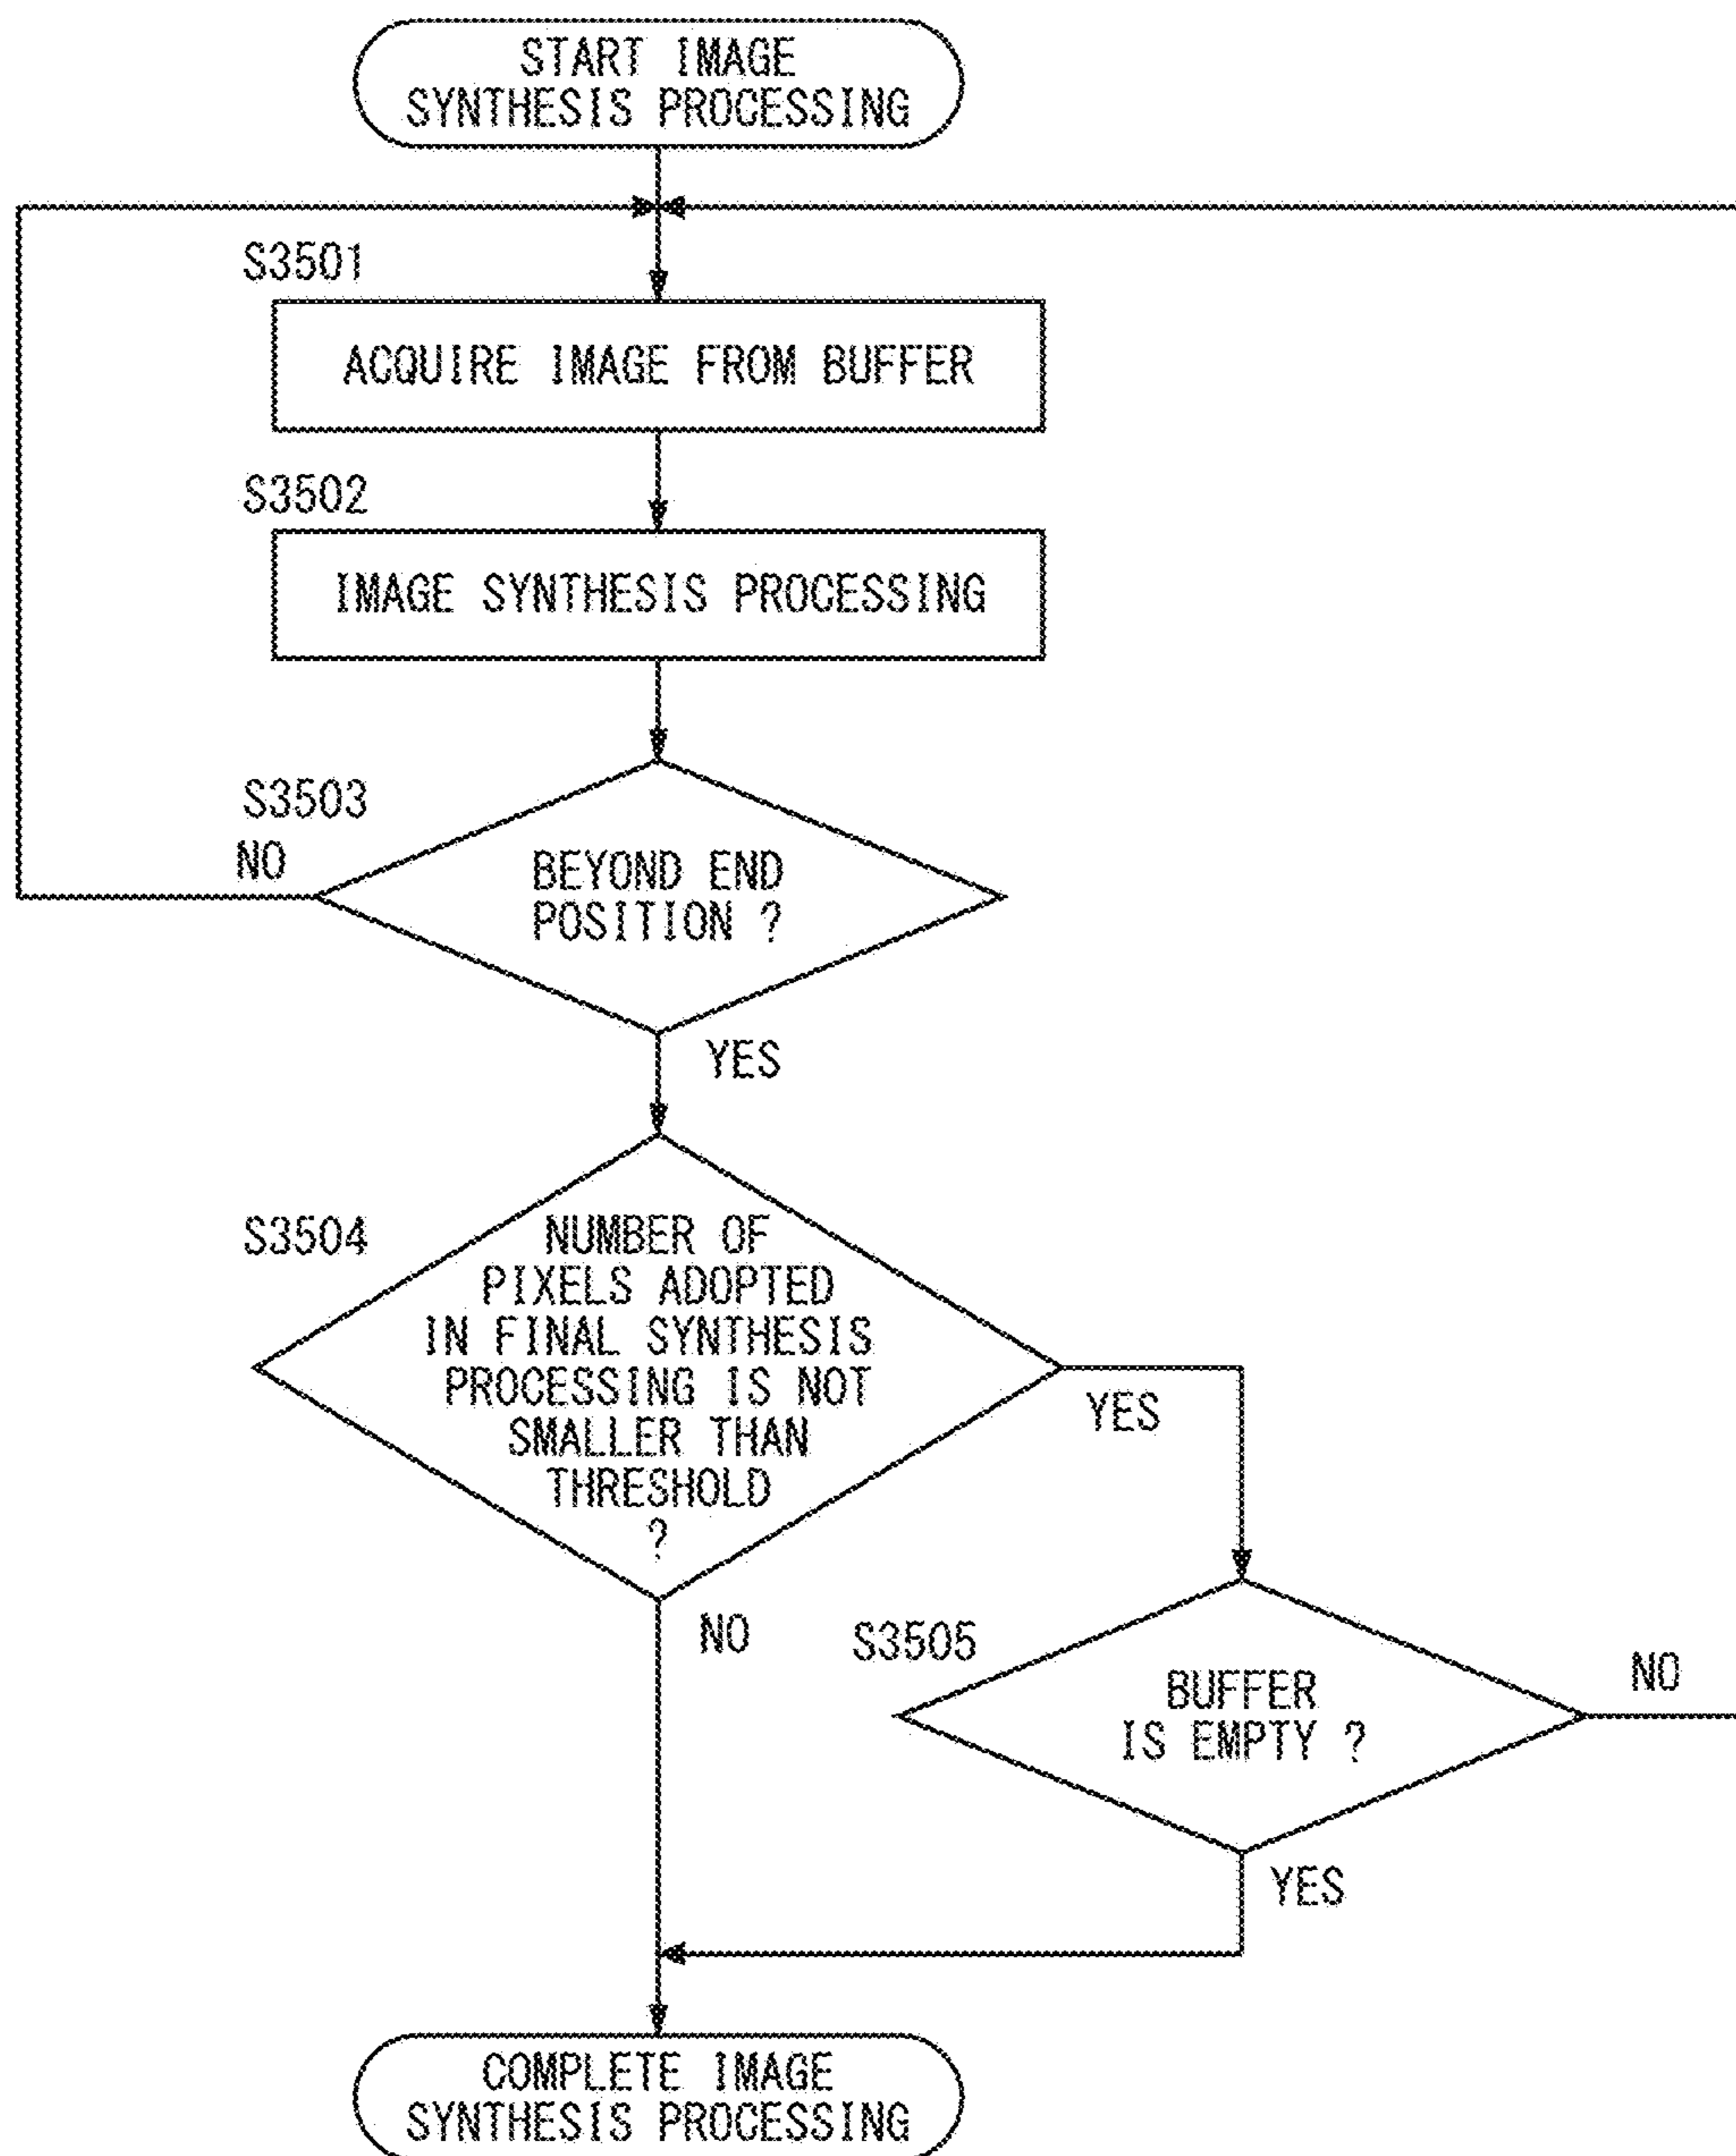 START IMAGE
SYNTHESIS PROCESSING
S3501
ACQUIRE IMAGE FROM BUFFER
S3502
IMAGE SYNTHESIS PROCESSING
S3503
NO
BEYOND END
POSITION ?
YES
S3504
NUMBER OF
PIXELS ADOPTED
IN FINAL SYNTHESIS
PROCESSING IS NOT
SMALLER THAN
THRESHOLD
?
YES
NO
S3505
BUFFER
IS EMPTY ?
NO
YES
COMPLETE IMAGE
SYNTHESIS PROCESSING